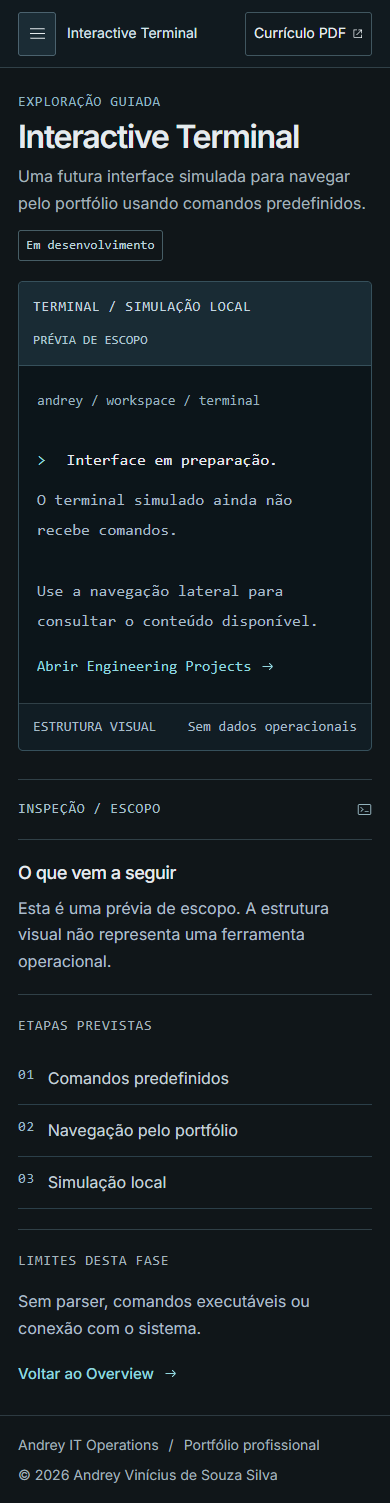 Interactive Terminal
Currículo PDF
EXPLORAÇÃO GUIADA
Interactive Terminal
Uma futura interface simulada para navegar
pelo portfólio usando comandos predefinidos.
Em desenvolvimento
TERMINAL / SIMULAÇÃO LOCAL
PRÉVIA DE ESCOPO
andrey / workspace / terminal
> Interface em preparação.
O terminal simulado ainda não
recebe comandos.
Use a navegação lateral para
consultar o conteúdo disponível.
Abrir Engineering Projects →
ESTRUTURA VISUAL
Sem dados operacionais
INSPEÇÃO / ESCOPO
O que vem a seguir
Esta é uma prévia de escopo. A estrutura
visual não representa uma ferramenta
operacional.
ETAPAS PREVISTAS
01 Comandos predefinidos
02 Navegação pelo portfólio
03 Simulação local
LIMITES DESTA FASE
Sem parser, comandos executáveis ou
conexão com o sistema.
Voltar ao Overview →
Andrey IT Operations / Portfólio profissional
© 2026 Andrey Vinícius de Souza Silva